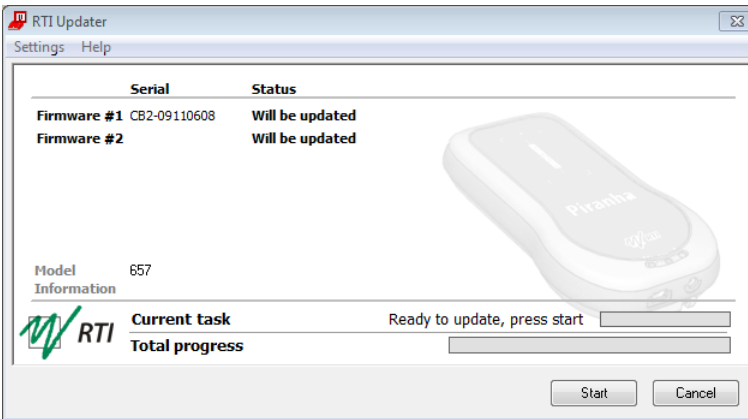 RTI Updater
Settings Help
Serial Status
Firmware #1 CB2-09110608 Will be updated
Firmware #2 Will be updated
Piranha
Model 657
Information
RTI
Current task Ready to update, press start
Total progress
Start Cancel